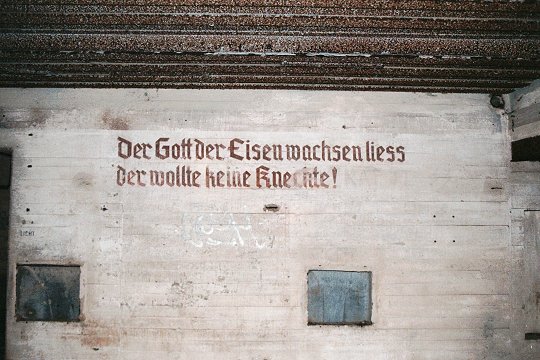 Der Gott der Eisen wachsen liess
der wollte keine Knechte!